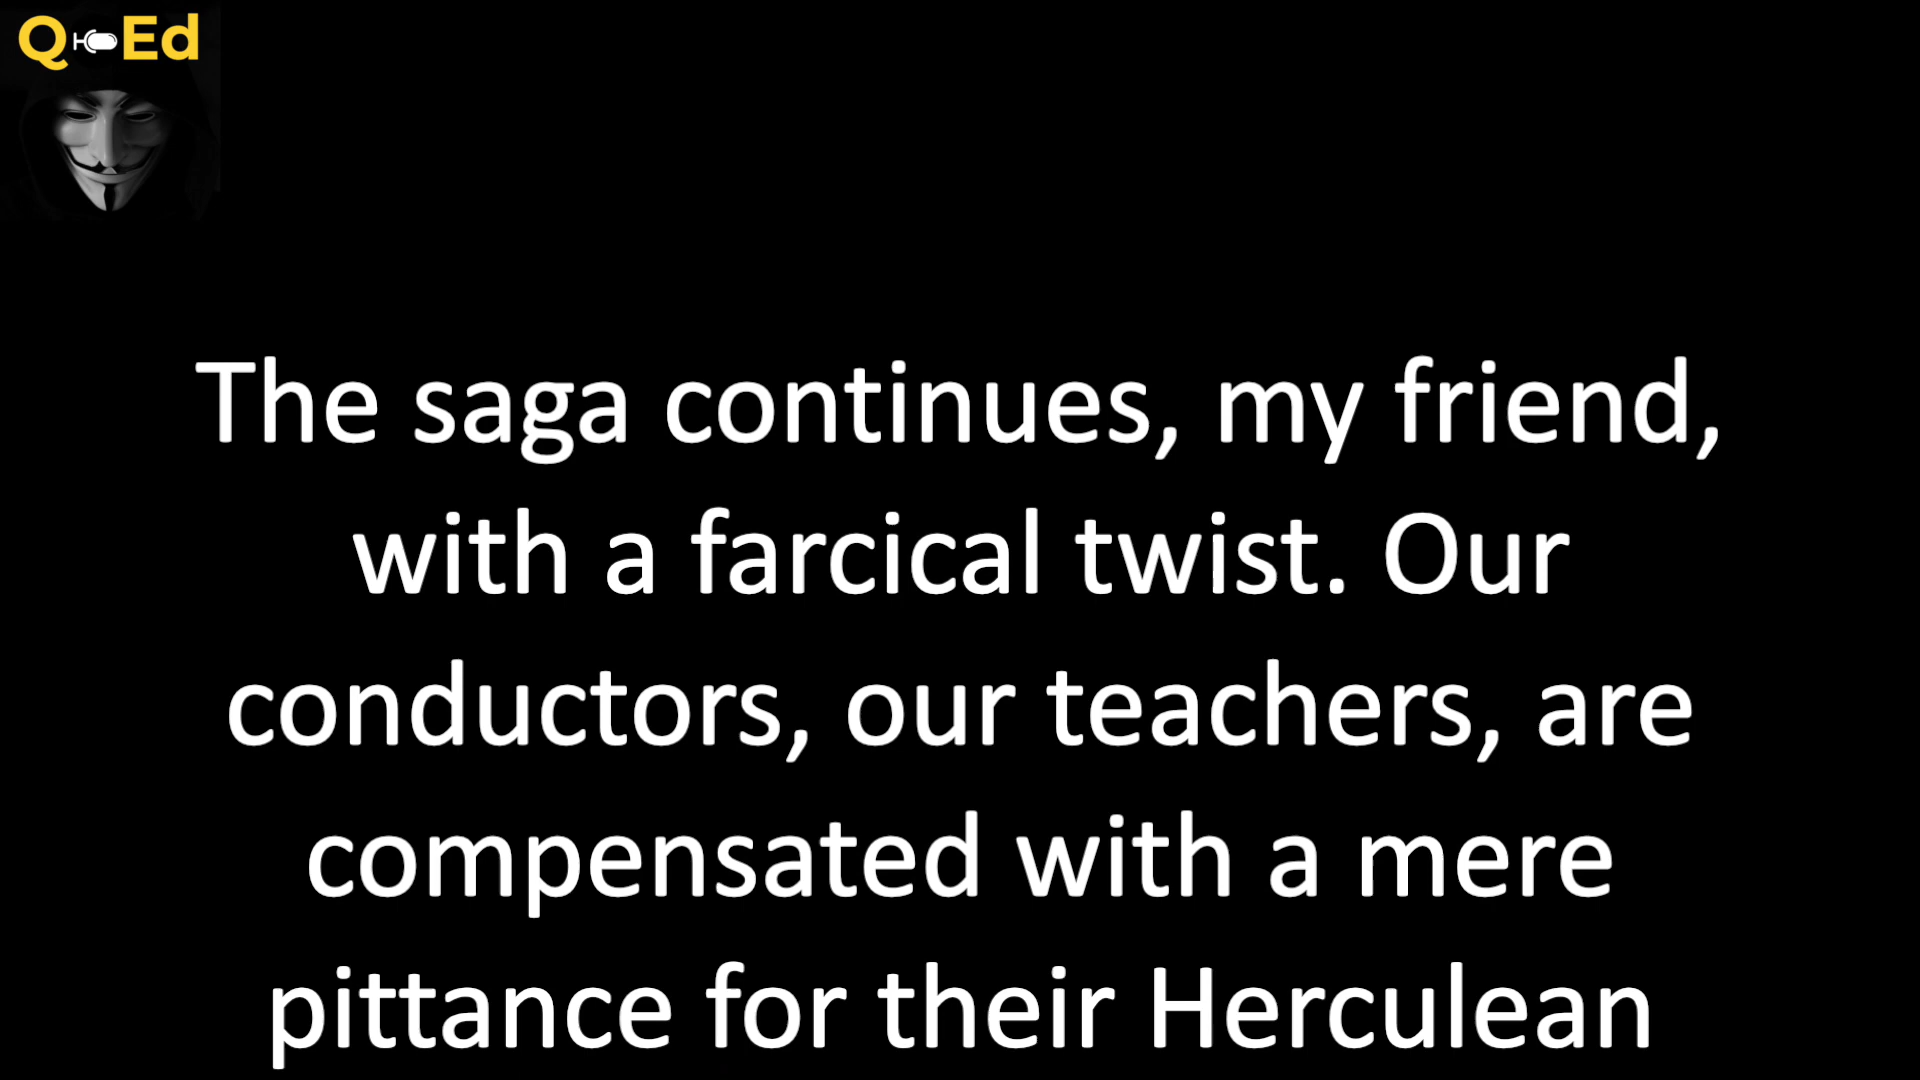 Q Ed
The saga continues, my friend,
with a farcical twist. Our
conductors, our teachers, are
compensated with a mere
pittance for their Herculean